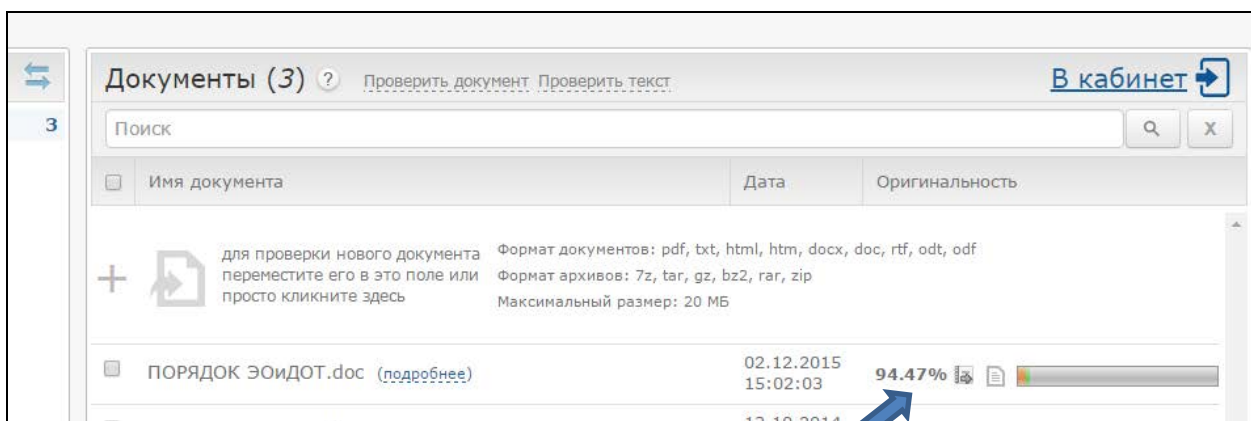 Документы (3) ? Проверить документ Проверить текст В кабинет
3 Поиск X
Имя документа Дата Оригинальность
для проверки нового документа
переместите его в это поле или
просто кликните здесь
Формат документов: pdf, txt, html, htm, docx, doc, rtf, odt, odf
Формат архивов: 7z, tar, gz, bz2, rar, zip
Максимальный размер: 20 МБ
ПОРЯДОК ЭОиДОТ.doc (подробнее) 02.12.2015 94.47%
15:02:03